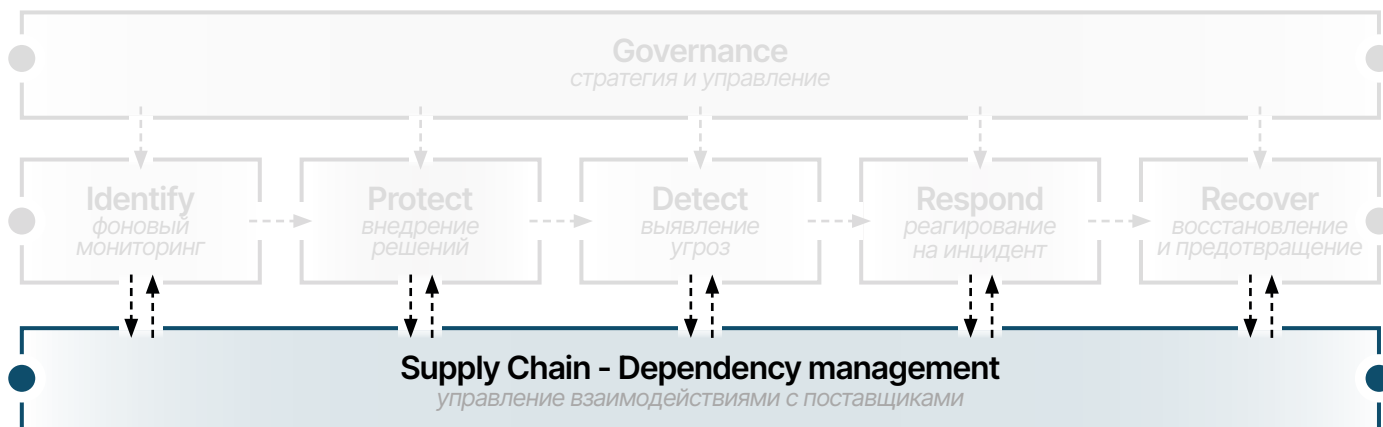 Governance
стратегия и управление
Identify
фоновый
мониторинг
Protect
внедрение
решений
Detect
выявление
угроз
Respond
реагирование
на инцидент
Recover
восстановление
и предотвращение
Supply Chain - Dependency management
управление взаимодействиями с поставщиками